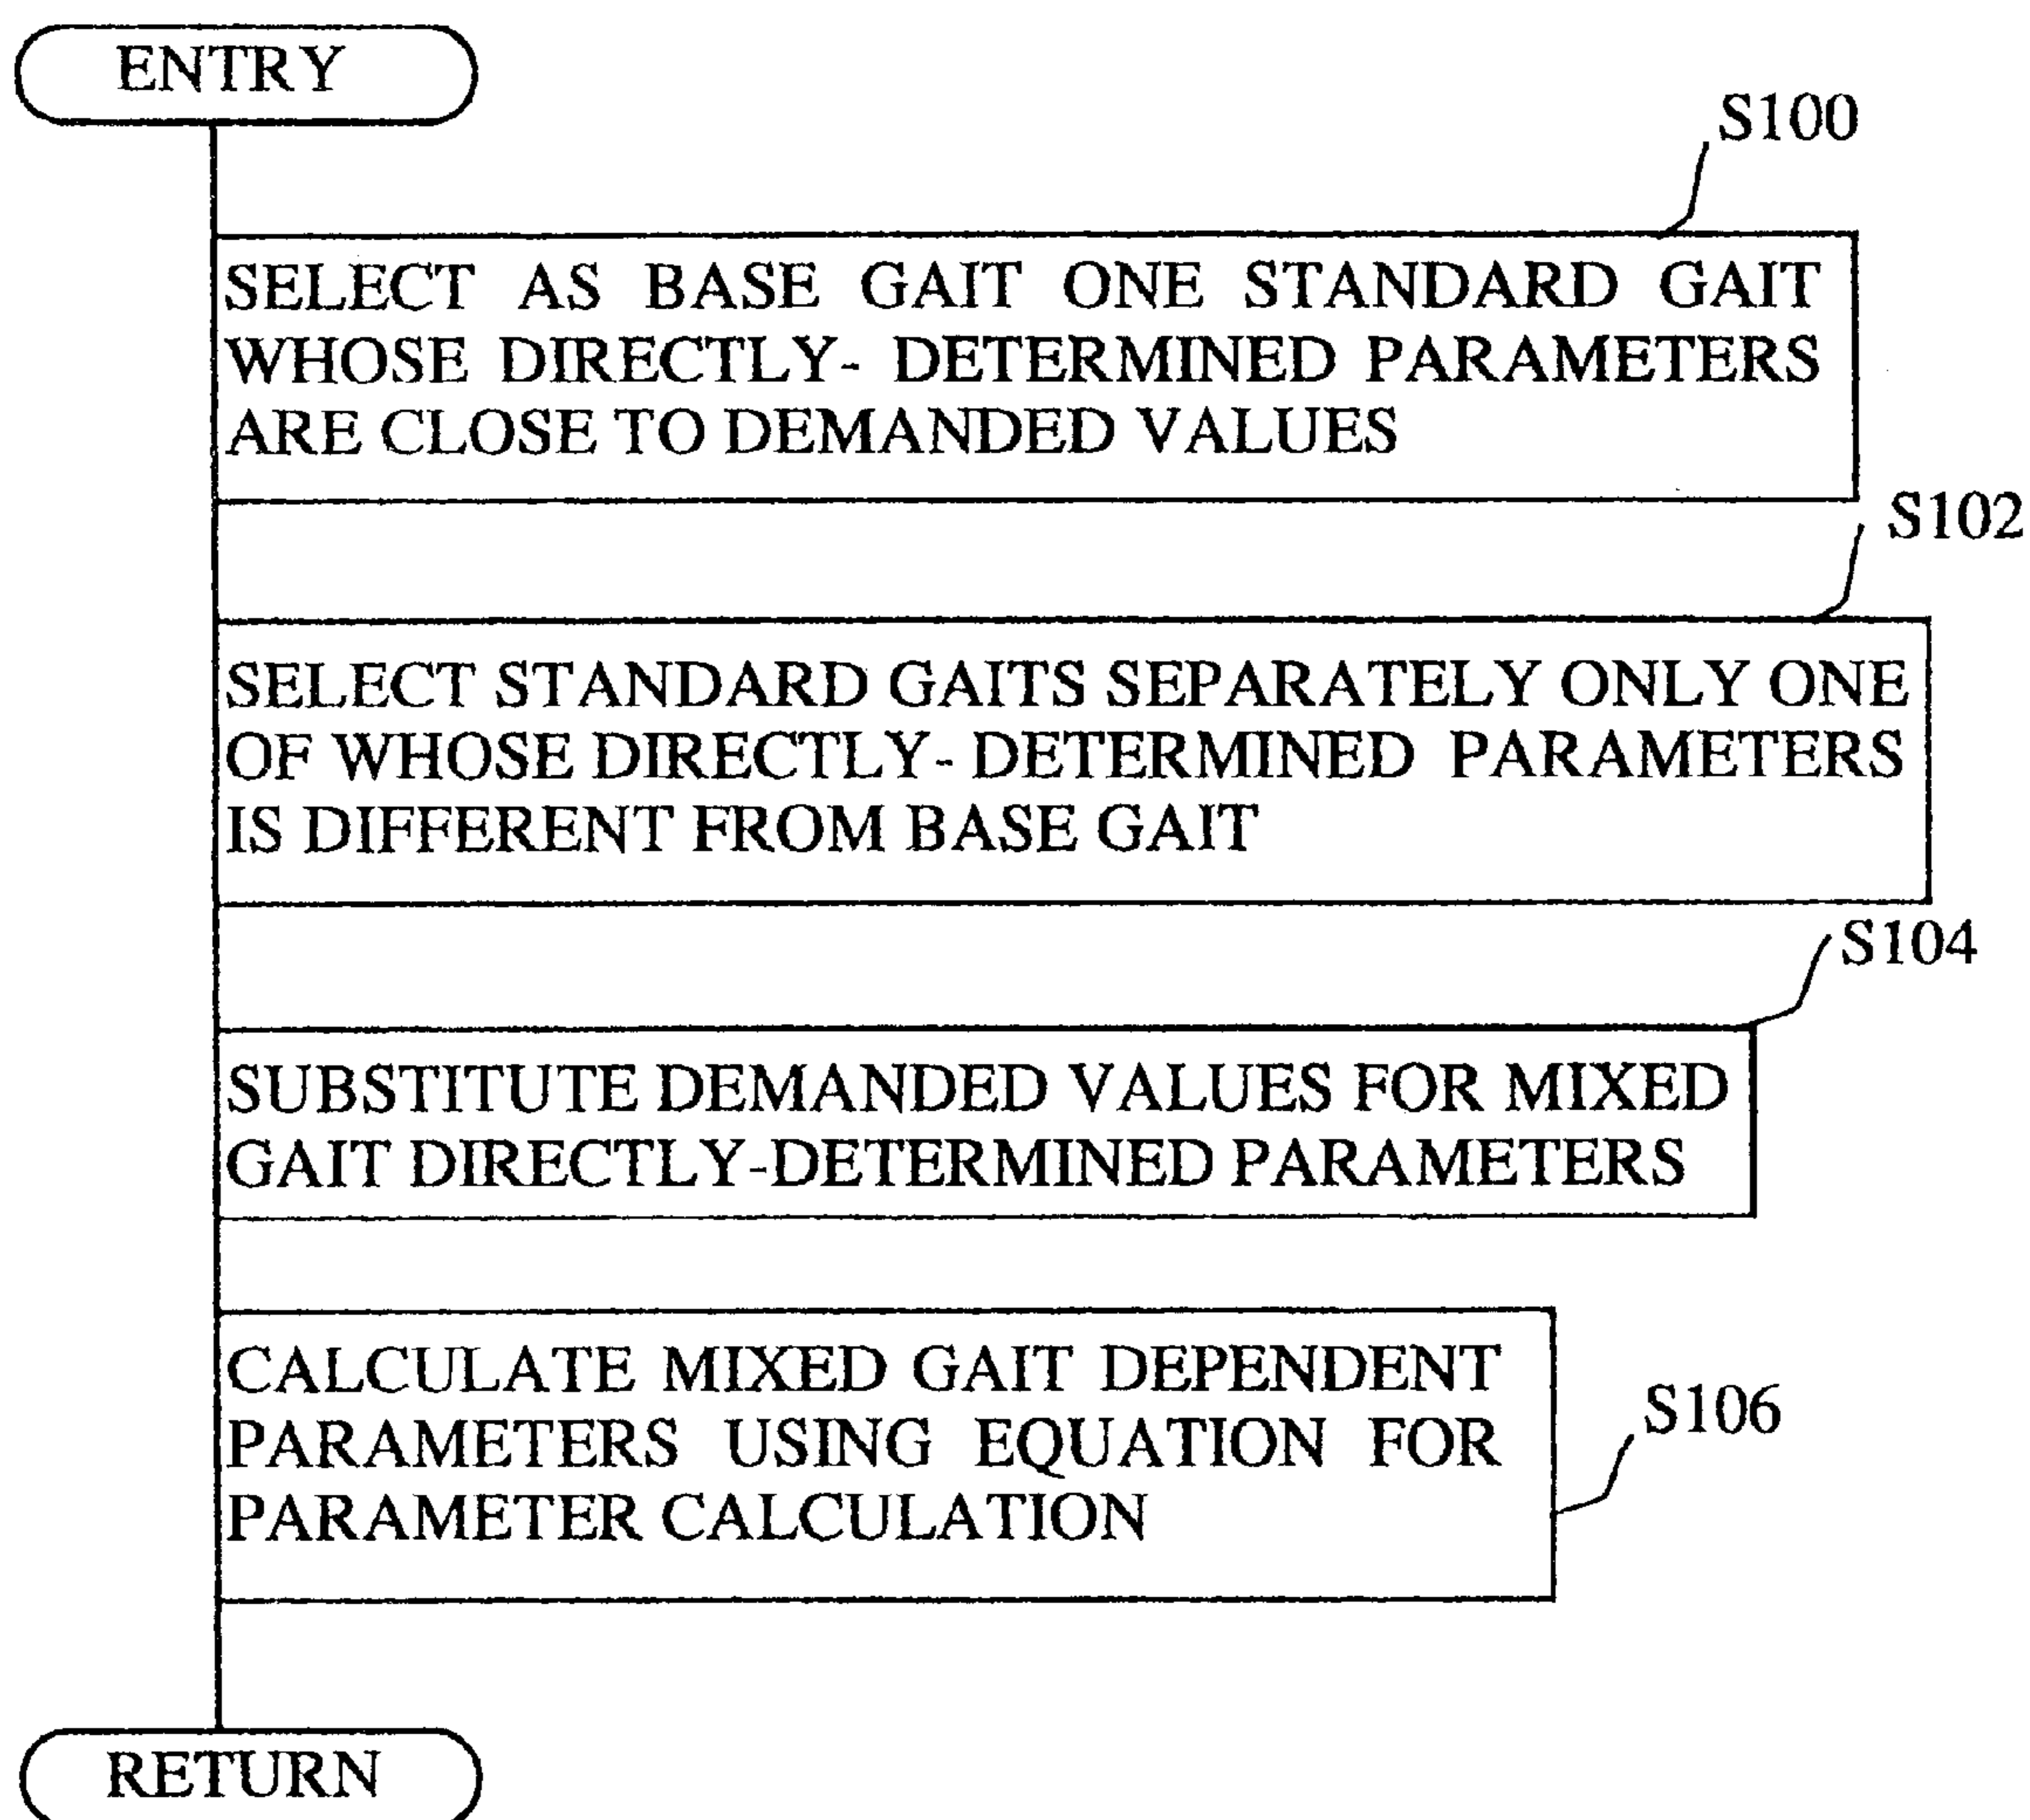 ENTRY
S100
SELECT AS BASE GAIT ONE STANDARD GAIT
WHOSE DIRECTLY- DETERMINED PARAMETERS
ARE CLOSE TO DEMANDED VALUES
S102
SELECT STANDARD GAITS SEPARATELY ONLY ONE
OF WHOSE DIRECTLY- DETERMINED PARAMETERS
IS DIFFERENT FROM BASE GAIT
S104
SUBSTITUTE DEMANDED VALUES FOR MIXED
GAIT DIRECTLY-DETERMINED PARAMETERS
CALCULATE MIXED GAIT DEPENDENT
PARAMETERS USING EQUATION FOR
PARAMETER CALCULATION
S106
RETURN